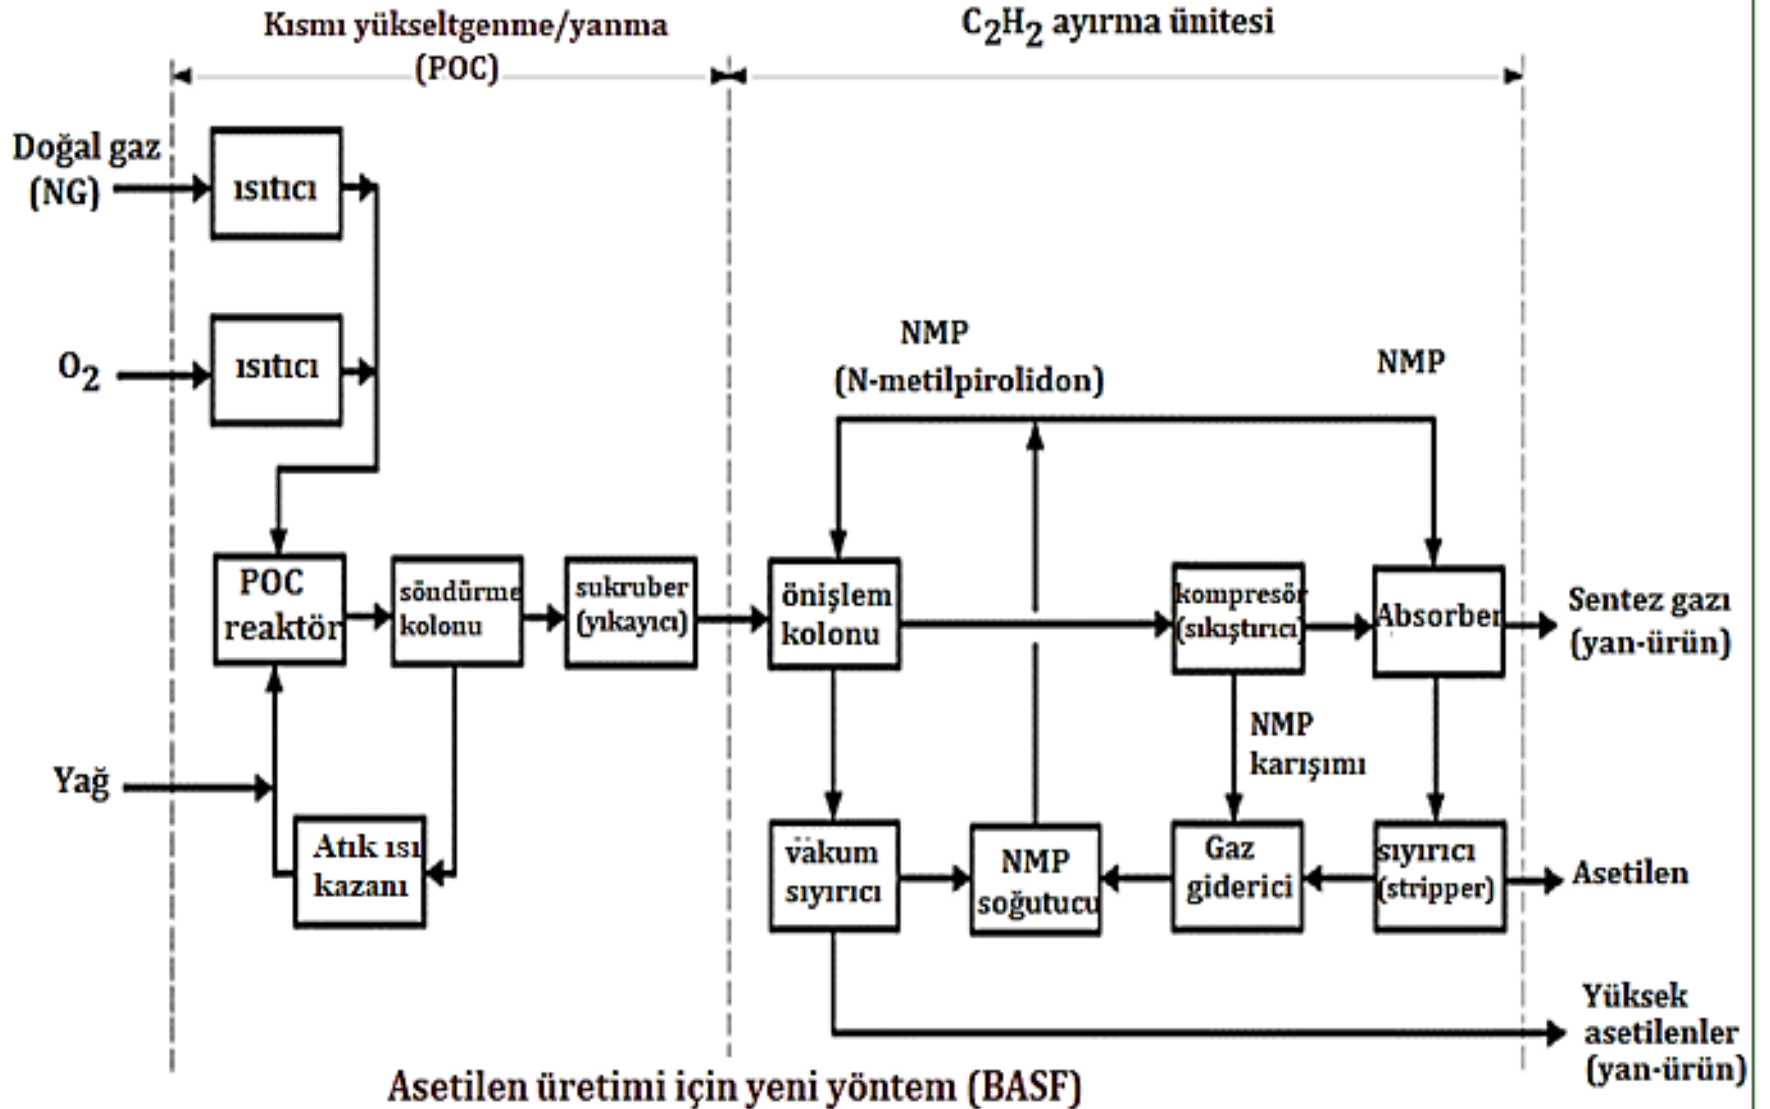 Kısmı yükseltgenme/yanma
(POC)
C₂H₂ ayırma ünitesi
Doğal gaz
(NG)
ısıtıcı
O₂
ısıtıcı
NMP
(N-metilpirolidon)
NMP
POC
reaktör
söndürme
kolonu
sukruber
(yıkayıcı)
önişlem
kolonu
kompresör
(sıkıştırıcı)
Absorber
Sentez gazı
(yan-ürün)
NMP
karışımı
Yağ
Atık ısı
kazanı
vakum
sıyırıcı
NMP
soğutucu
Gaz
giderici
sıyırıcı
(stripper)
Asetilen
Yüksek
asetilenler
(yan-ürün)
Asetilen üretimi için yeni yöntem (BASF)